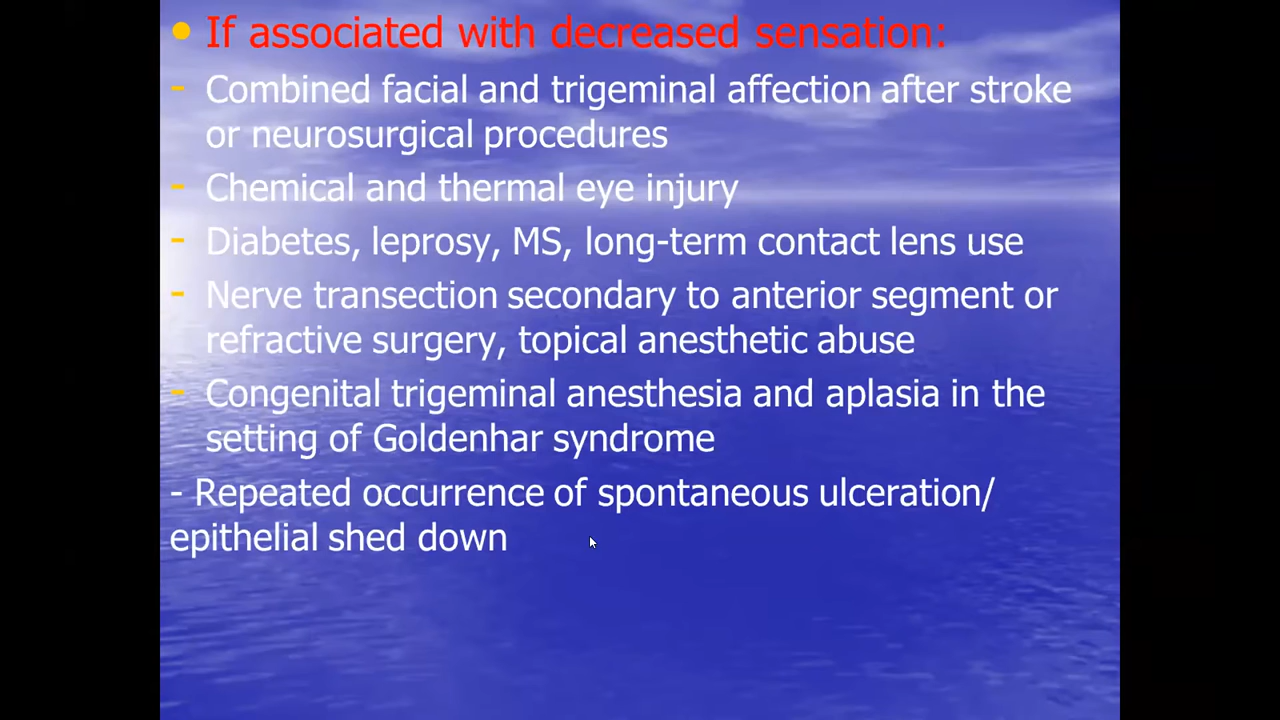 • If associated with decreased sensation:
- Combined facial and trigeminal affection after stroke
or neurosurgical procedures
- Chemical and thermal eye injury
- Diabetes, leprosy, MS, long-term contact lens use
- Nerve transection secondary to anterior segment or
refractive surgery, topical anesthetic abuse
- Congenital trigeminal anesthesia and aplasia in the
setting of Goldenhar syndrome
- Repeated occurrence of spontaneous ulceration/
epithelial shed down